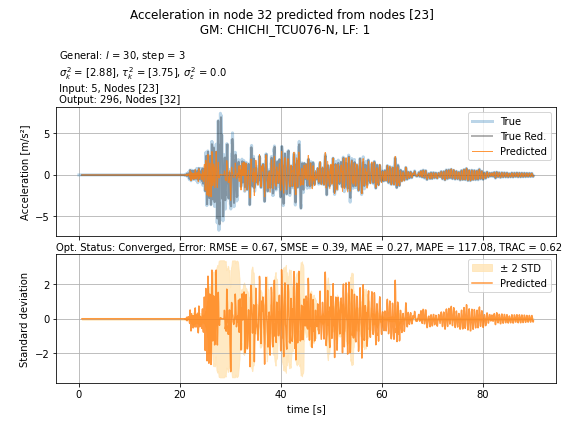 Acceleration in node 32 predicted from nodes [23]
GM: CHICHI_TCU076-N, LF: 1
General: l = 30, step = 3
σ²ₖ = [2.88], τ²ₖ = [3.75], σ²ε = 0.0
Input: 5, Nodes [23]
Output: 296, Nodes [32]
Acceleration [m/s²]
5
0
−5
True
True Red.
Predicted
Opt. Status: Converged, Error: RMSE = 0.67, SMSE = 0.39, MAE = 0.27, MAPE = 117.08, TRAC = 0.62
Standard deviation
2
0
−2
± 2 STD
Predicted
0 20 40 60 80
time [s]